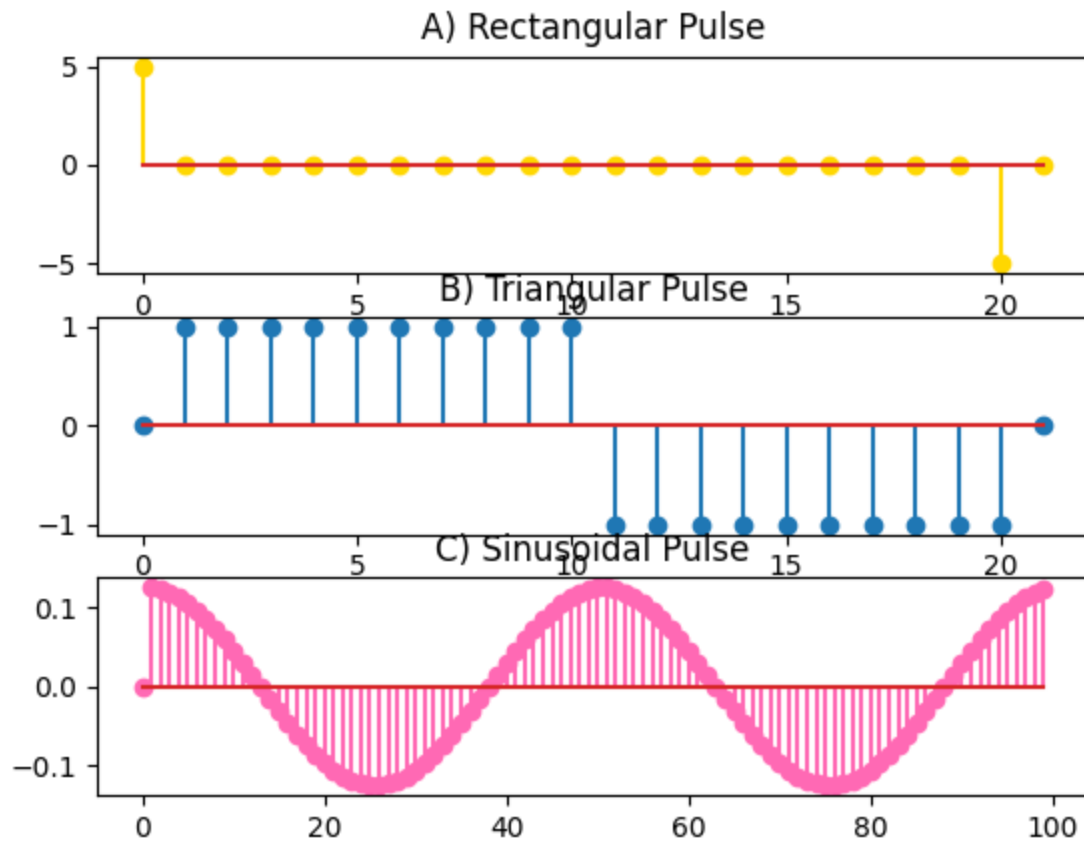 A) Rectangular Pulse
5
0
−5
0 5 10 15 20
B) Triangular Pulse
1
0
−1
0 5 10 15 20
C) Sinusoidal Pulse
0.1
0.0
−0.1
0 20 40 60 80 100